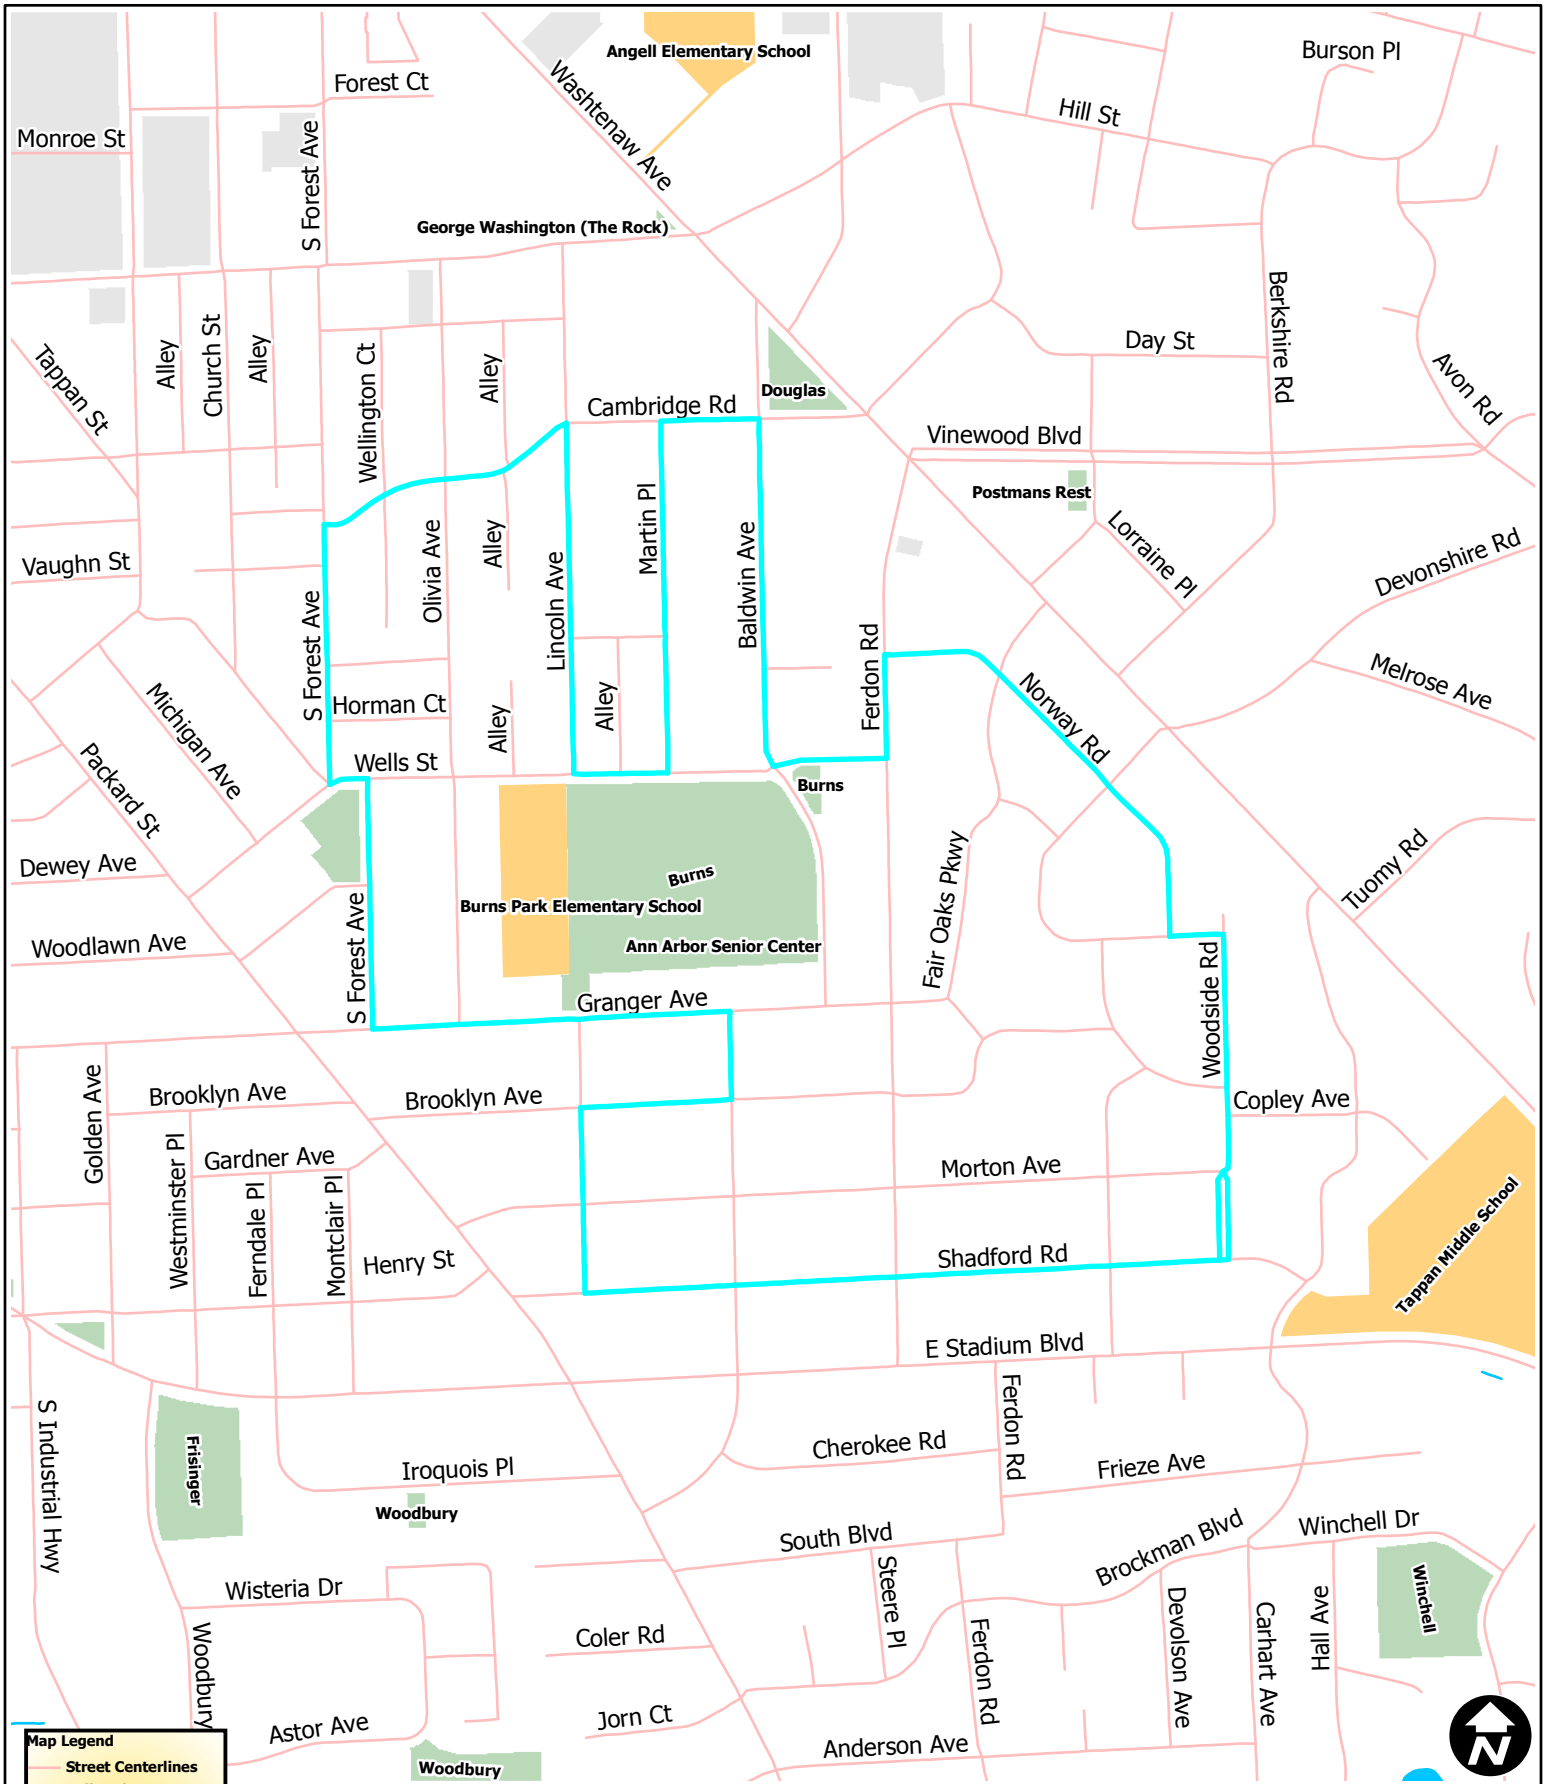 Angell Elementary School
Burson Pl
Forest Ct
Washtenaw Ave
Hill St
Monroe St
S Forest Ave
George Washington (The Rock)
Berkshire Rd
Day St
Tappan St
Alley
Church St
Alley
Wellington Ct
Alley
Avon Rd
Douglas
Cambridge Rd
Vinewood Blvd
Postmans Rest
Martin Pl
Lorraine Pl
Devonshire Rd
Vaughn St
Olivia Ave
Alley
Lincoln Ave
Baldwin Ave
S Forest Ave
Ferdon Rd
Melrose Ave
Michigan Ave
Horman Ct
Alley
Alley
Norway Rd
Packard St
Wells St
Burns
Dewey Ave
Burns
Fair Oaks Pkwy
Tuomy Rd
Burns Park Elementary School
Woodlawn Ave
S Forest Ave
Ann Arbor Senior Center
Woodside Rd
Granger Ave
Golden Ave
Brooklyn Ave
Brooklyn Ave
Copley Ave
Westminster Pl
Gardner Ave
Morton Ave
Ferndale Pl
Montclair Pl
Henry St
Shadford Rd
Tappan Middle School
E Stadium Blvd
S Industrial Hwy
Frisinger
Iroquois Pl
Cherokee Rd
Ferdon Rd
Frieze Ave
Woodbury
South Blvd
Brockman Blvd
Winchell Dr
Steere Pl
Wisteria Dr
Winchell
Woodbury
Coler Rd
Ferdon Rd
Devolson Ave
Carhart Ave
Hall Ave
Astor Ave
Jorn Ct
Anderson Ave
Woodbury
N
Map Legend
Street Centerlines